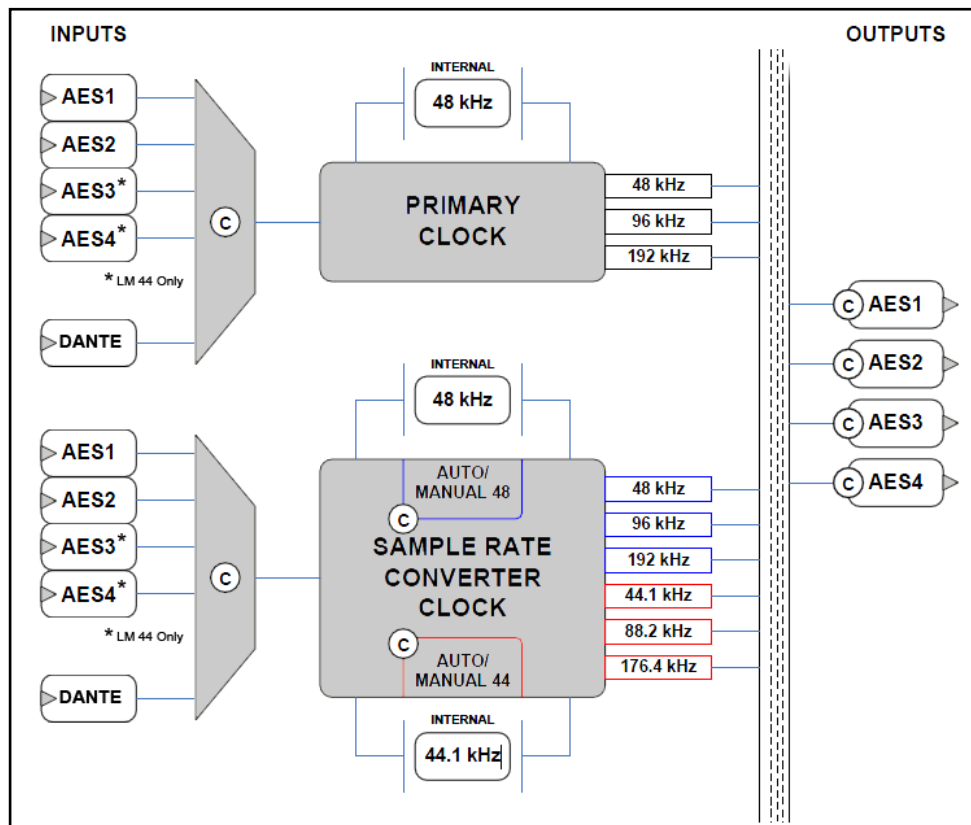 INPUTS
OUTPUTS
AES1
AES2
AES3*
AES4*
* LM 44 Only
DANTE
C
INTERNAL
48 kHz
PRIMARY
CLOCK
48 kHz
96 kHz
192 kHz
C AES1
C AES2
C AES3
C AES4
AES1
AES2
AES3*
AES4*
* LM 44 Only
DANTE
C
INTERNAL
48 kHz
AUTO/
MANUAL 48
C
SAMPLE RATE
CONVERTER
CLOCK
C
AUTO/
MANUAL 44
48 kHz
96 kHz
192 kHz
44.1 kHz
88.2 kHz
176.4 kHz
INTERNAL
44.1 kHz